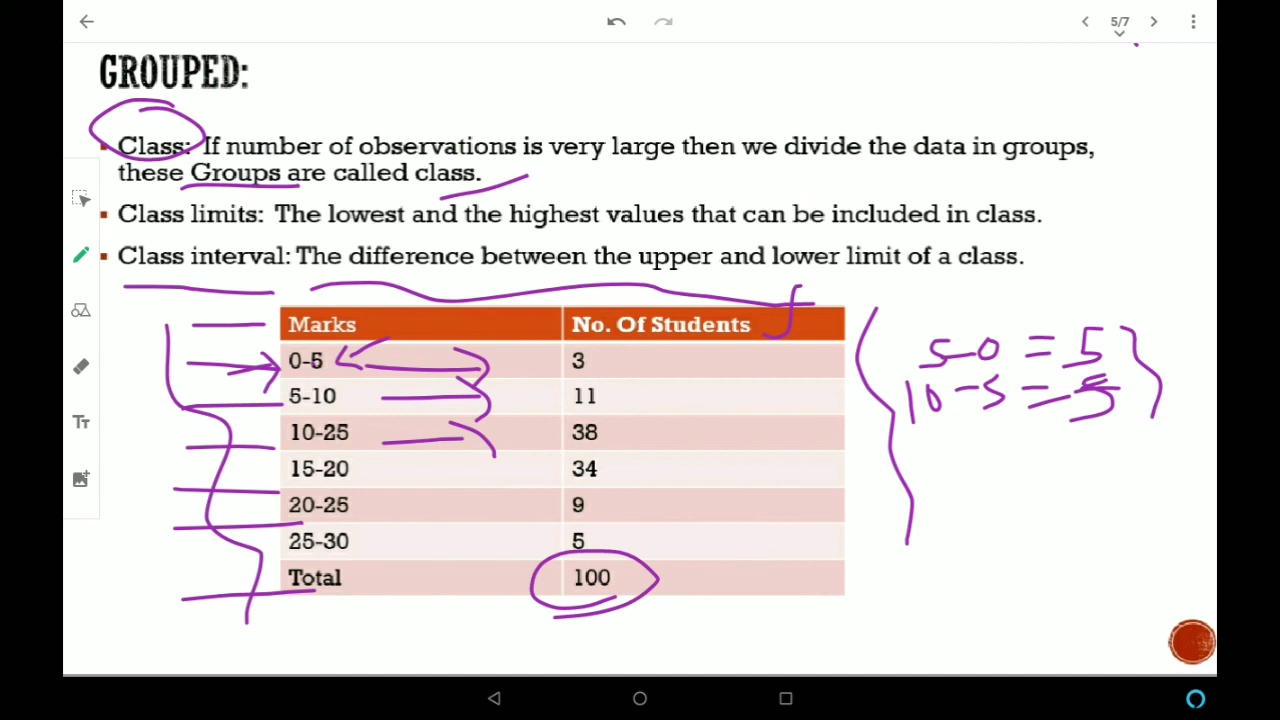 5/7
GROUPED:
Class: If number of observations is very large then we divide the data in groups,
these Groups are called class.
Class limits: The lowest and the highest values that can be included in class.
Class interval: The difference between the upper and lower limit of a class.
Marks No. Of Students
0-5 3
5-10 11
10-25 38
15-20 34
20-25 9
25-30 5
Total 100
5-0 = 5
10-5 = 5
Tт